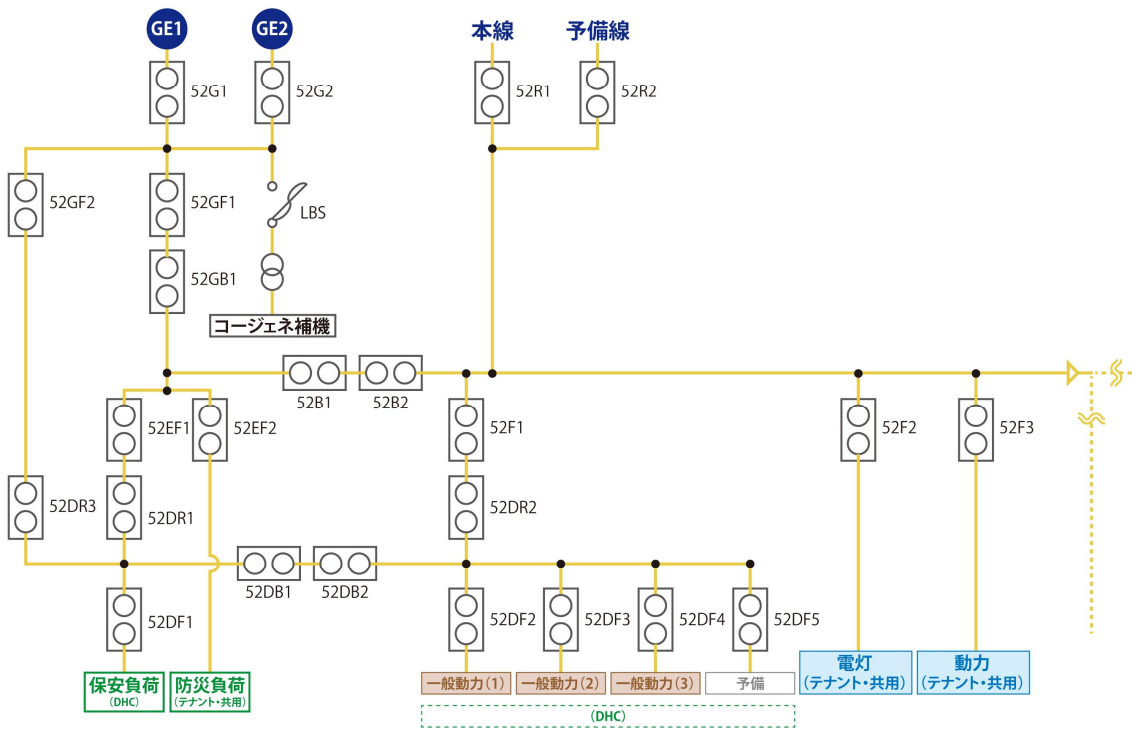 GE1
GE2
本線
予備線
52G1
52G2
52R1
52R2
52GF2
52GF1
LBS
52GB1
コージェネ補機
52B1
52B2
52EF1
52EF2
52F1
52F2
52F3
52DR3
52DR1
52DR2
52DB1
52DB2
52DF1
52DF2
52DF3
52DF4
52DF5
保安負荷
(DHC)
防災負荷
(テナント・共用)
一般動力(1)
一般動力(2)
一般動力(3)
予備
電灯
(テナント・共用)
動力
(テナント・共用)
(DHC)